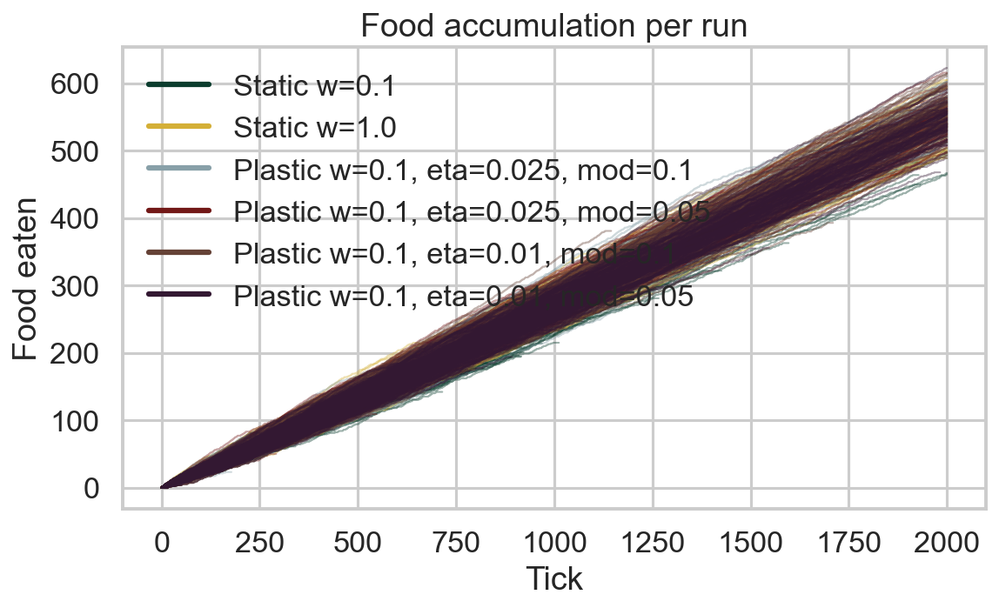 Food accumulation per run
Food eaten
600
500
400
300
200
100
0
Static w=0.1
Static w=1.0
Plastic w=0.1, eta=0.025, mod=0.1
Plastic w=0.1, eta=0.025, mod=0.05
Plastic w=0.1, eta=0.01, mod=0.1
Plastic w=0.1, eta=0.01, mod=0.05
0 250 500 750 1000 1250 1500 1750 2000
Tick